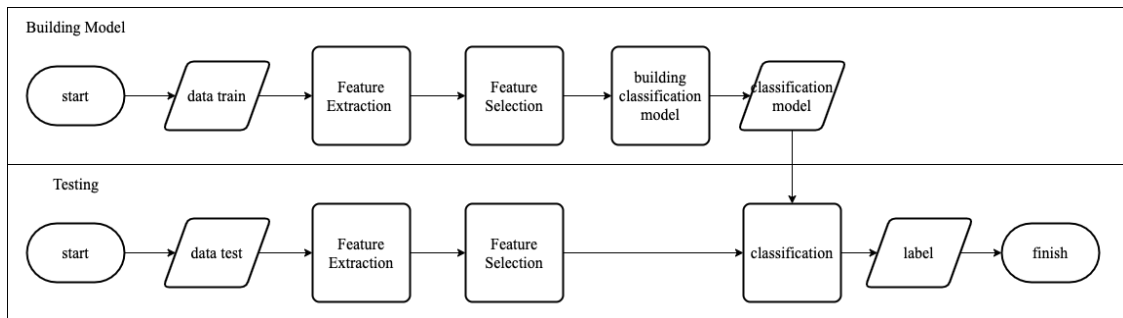 Building Model
start
data train
Feature
Extraction
Feature
Selection
building
classification
model
classification
model
Testing
start
data test
Feature
Extraction
Feature
Selection
classification
label
finish